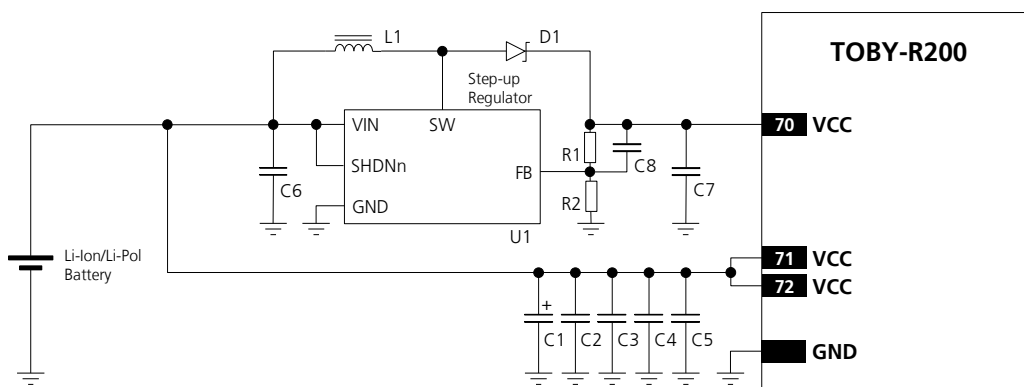 TOBY-R200
L1
D1
Step-up
Regulator
VIN
SW
SHDNn
FB
GND
U1
C6
R1
R2
C8
C7
70 VCC
Li-Ion/Li-Pol
Battery
71 VCC
72 VCC
+
C1
C2
C3
C4
C5
GND